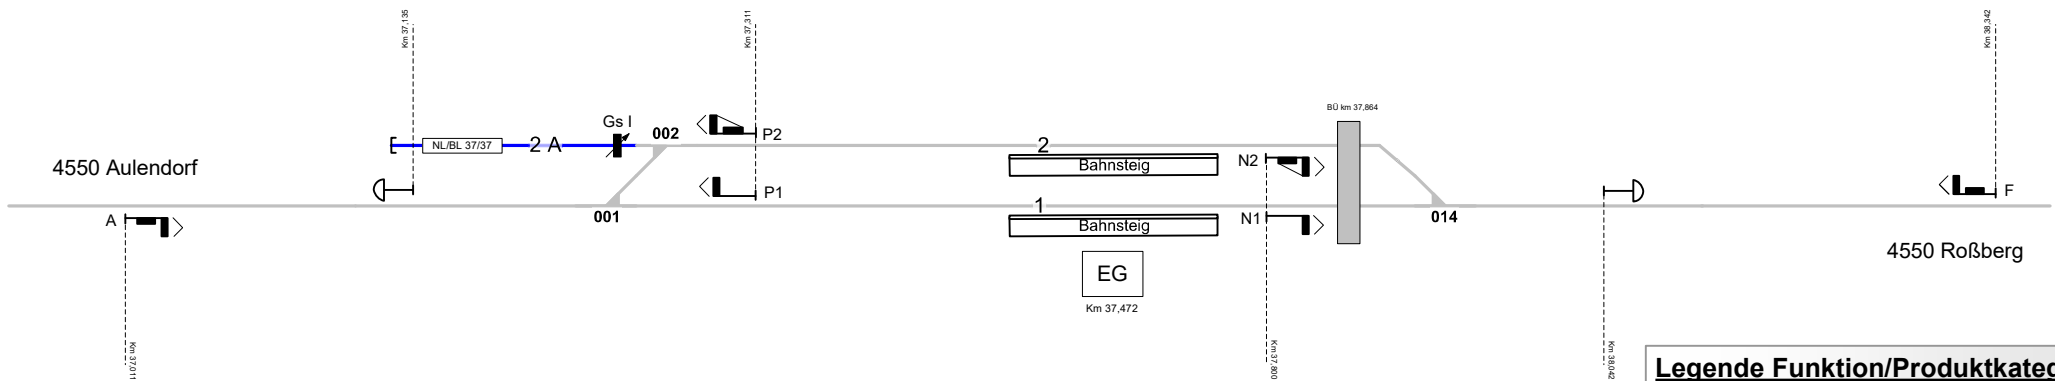 Km 37,135
Km 37,311
Km 38,342
BÜ km 37,864
Gs I
002
P2
NL/BL 37/37
2 A
2
Bahnsteig
N2
4550 Aulendorf
P1
F
A
001
1
Bahnsteig
N1
014
4550 Roßberg
EG
Km 37,472
Km 37,011
Km 37,800
Km 38,042
Legende Funktion/Produktkateg